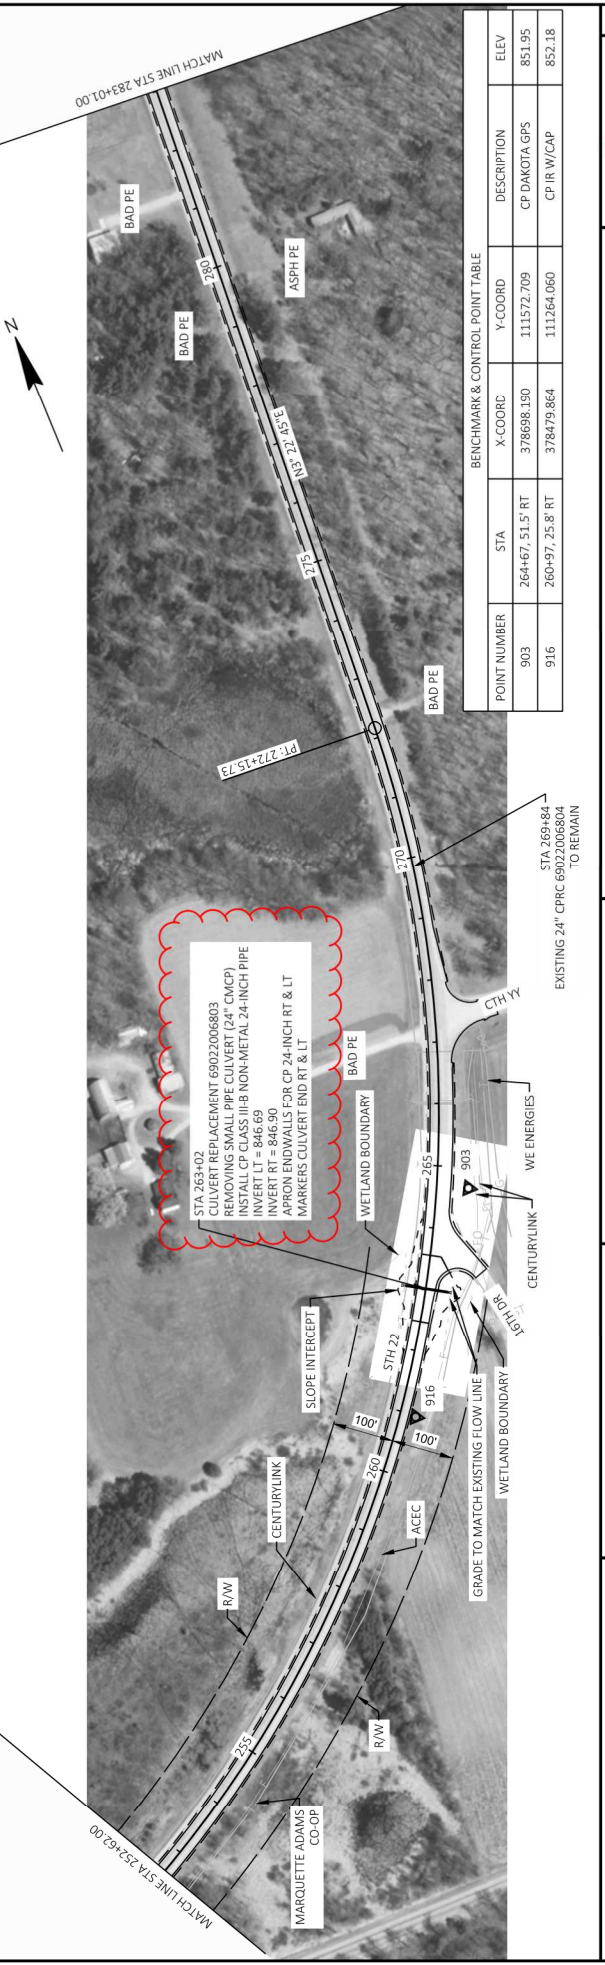 MATCH LINE STA 252+62.00
MATCH LINE STA 283+01.00
N
STA 263+02
CULVERT REPLACEMENT 69022006803
REMOVING SMALL PIPE CULVERT (24" CMCP)
INSTALL CP CLASS III-B NON-METAL 24-INCH PIPE
INVERT LT = 846.69
INVERT RT = 846.90
APRON ENDWALLS FOR CP 24-INCH RT & LT
MARKERS CULVERT END RT & LT
R/W
CENTURYLINK
SLOPE INTERCEPT
WETLAND BOUNDARY
BAD PE
PT: 272+15.73
BAD PE
BAD PE
255
260
100'
100'
STH 22
265
270
275
N3° 22' 45"E
280
MARQUETTE ADAMS
CO-OP
R/W
ACEC
916
903
GRADE TO MATCH EXISTING FLOW LINE
WETLAND BOUNDARY
16TH DR
CENTURYLINK
WE ENERGIES
CTH YY
STA 269+84
EXISTING 24" CPRC 69022006804
TO REMAIN
BAD PE
ASPH PE
BENCHMARK & CONTROL POINT TABLE
POINT NUMBER STA X-COORD Y-COORD DESCRIPTION ELEV
903 264+67, 51.5' RT 378698.190 111572.709 CP DAKOTA GPS 851.95
916 260+97, 25.8' RT 378479.864 111264.060 CP IR W/CAP 852.18